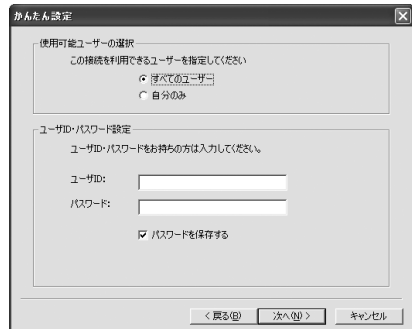 かんたん設定
使用可能ユーザーの選択
この接続を利用できるユーザーを指定してください
すべてのユーザー
自分のみ
ユーザID・パスワード設定
ユーザID・パスワードをお持ちの方は入力してください。
ユーザID:
パスワード:
パスワードを保存する
< 戻る(B) 次へ(N) > キャンセル